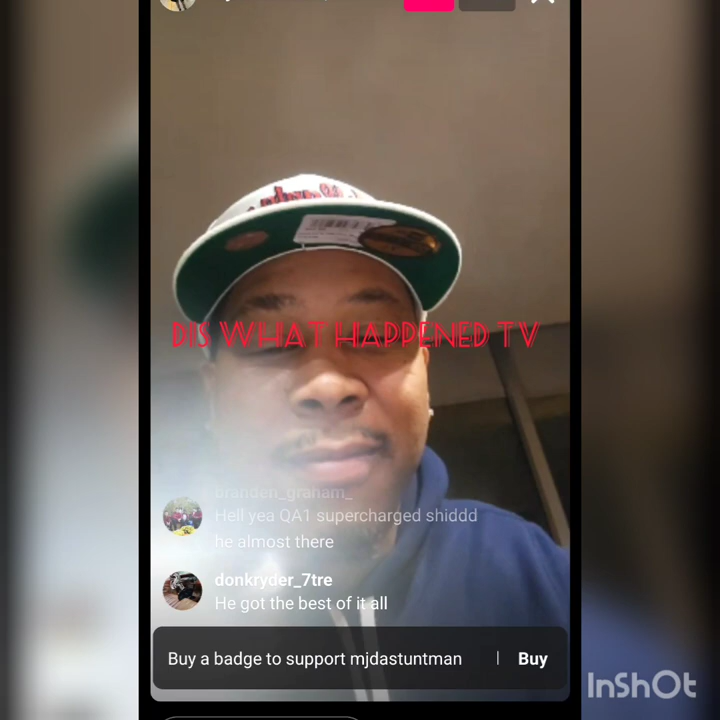 DIS WHAT HAPPENED TV
branden_graham_
Hell yea QA1 supercharged shiddd
he almost there
donkryder_7tre
He got the best of it all
Buy a badge to support mjdastuntman | Buy
InShOt